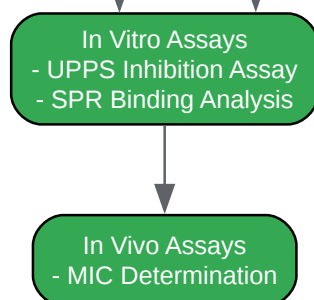 In Vitro Assays
- UPPS Inhibition Assay
- SPR Binding Analysis
In Vivo Assays
- MIC Determination